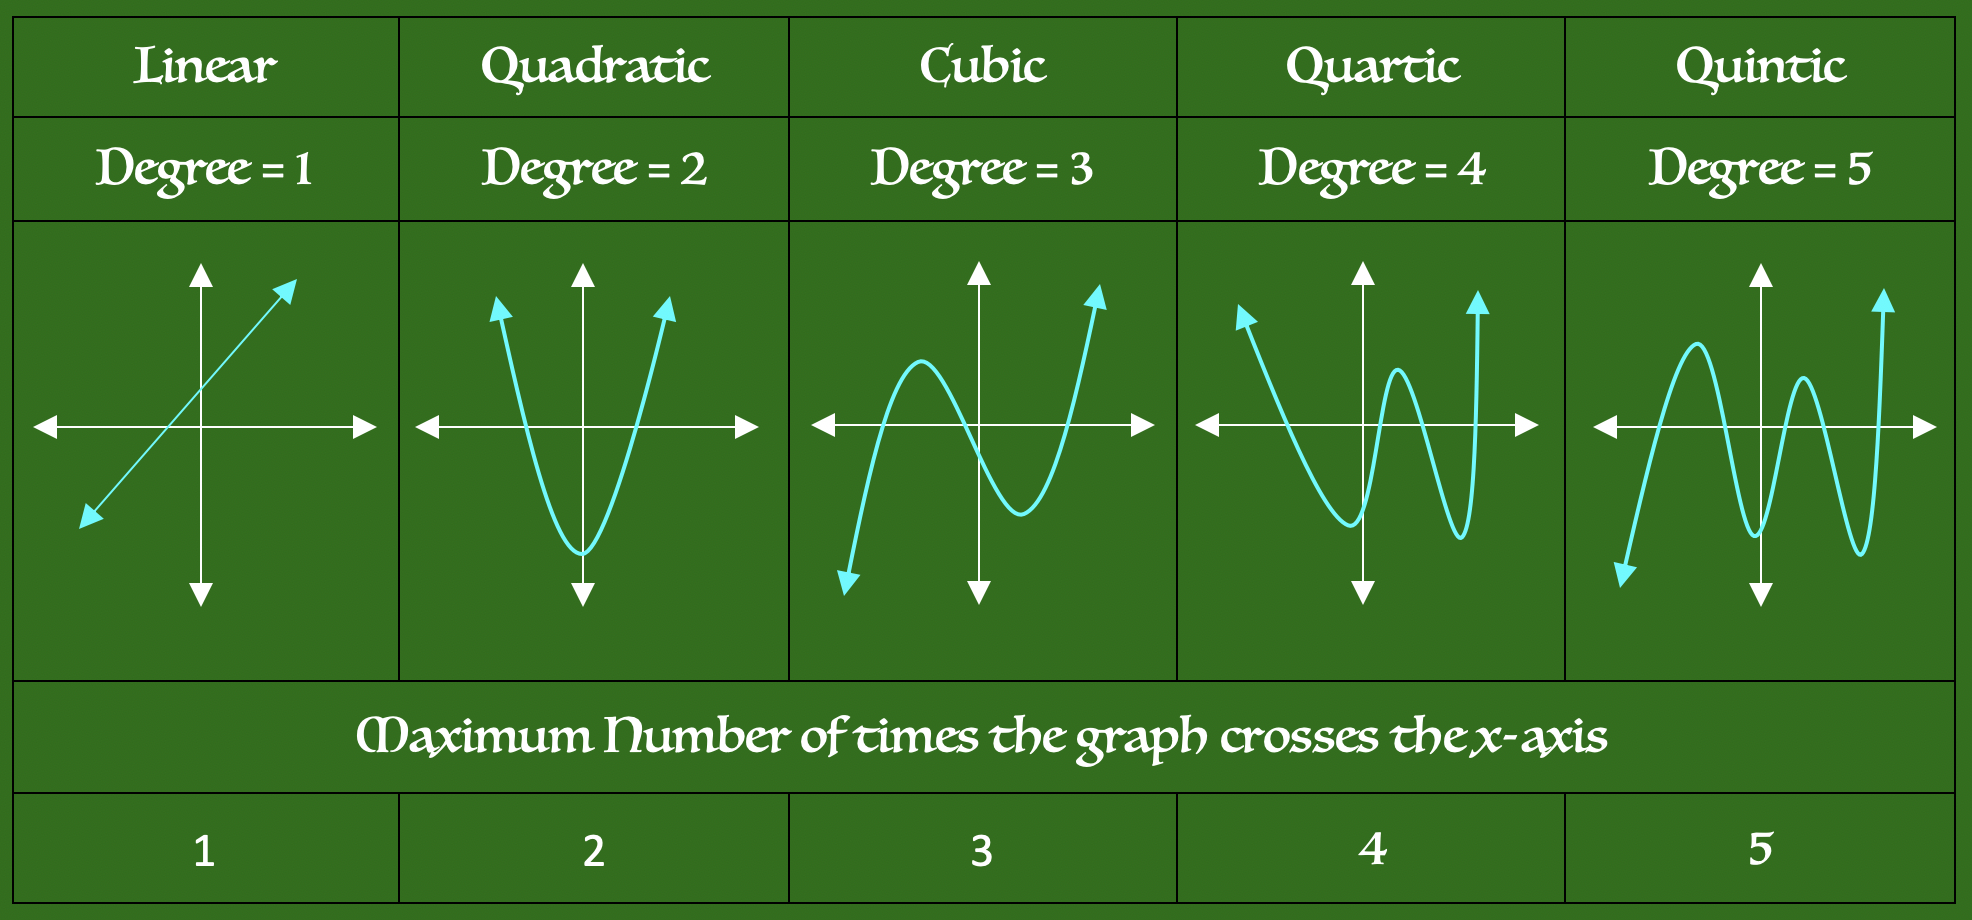 Linear Quadratic Cubic Quartic Quintic
Degree = 1 Degree = 2 Degree = 3 Degree = 4 Degree = 5
Maximum Number of times the graph crosses the x-axis
1 2 3 4 5